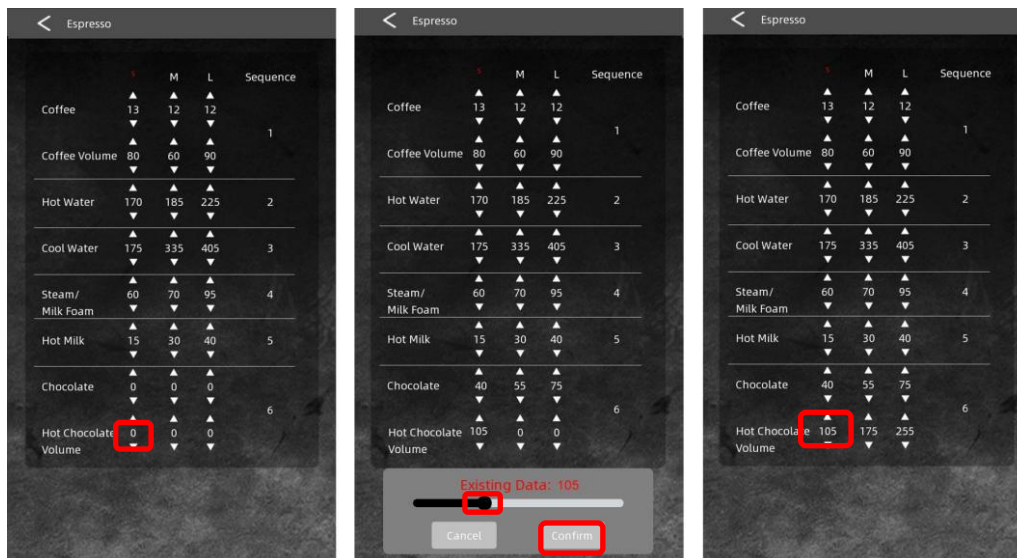 Espresso
S M L Sequence
Coffee 13 12 12
1
Coffee Volume 80 60 90
Hot Water 170 185 225 2
Cool Water 175 335 405 3
Steam/ 60 70 95 4
Milk Foam
Hot Milk 15 30 40 5
Chocolate 0 0 0
6
Hot Chocolate 0 0 0
Volume
Espresso
S M L Sequence
Coffee 13 12 12
1
Coffee Volume 80 60 90
Hot Water 170 185 225 2
Cool Water 175 335 405 3
Steam/ 60 70 95 4
Milk Foam
Hot Milk 15 30 40 5
Chocolate 40 55 75
6
Hot Chocolate 105 0 0
Volume
Existing Data: 105
Cancel Confirm
Espresso
S M L Sequence
Coffee 13 12 12
1
Coffee Volume 80 60 90
Hot Water 170 185 225 2
Cool Water 175 335 405 3
Steam/ 60 70 95 4
Milk Foam
Hot Milk 15 30 40 5
Chocolate 40 55 75
6
Hot Chocolate 105 175 255
Volume